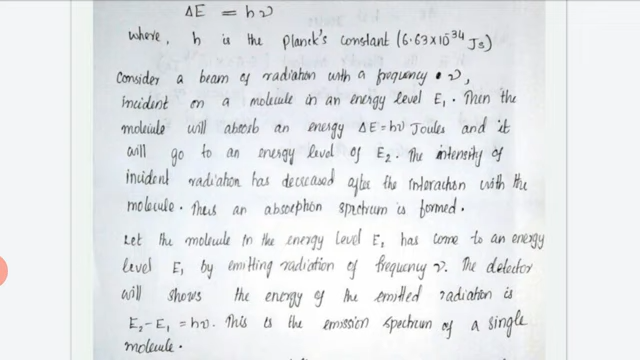 ΔE = hν
where, h is the Planck's constant (6.63×10⁻³⁴ Js)
Consider a beam of radiation with a frequency ν,
incident on a molecule in an energy level E₁. Then the
molecule will absorb an energy ΔE=hν Joules and it
will go to an energy level of E₂. The intensity of
incident radiation has decreased after the interaction with the
molecule. Thus an absorption spectrum is formed.
Let the molecule in the energy level E₂ has come to an energy
level E₁ by emitting radiation of frequency ν. The detector
will shows the energy of the emitted radiation is
E₂-E₁ = hν. This is the emission spectrum of a single
molecule.